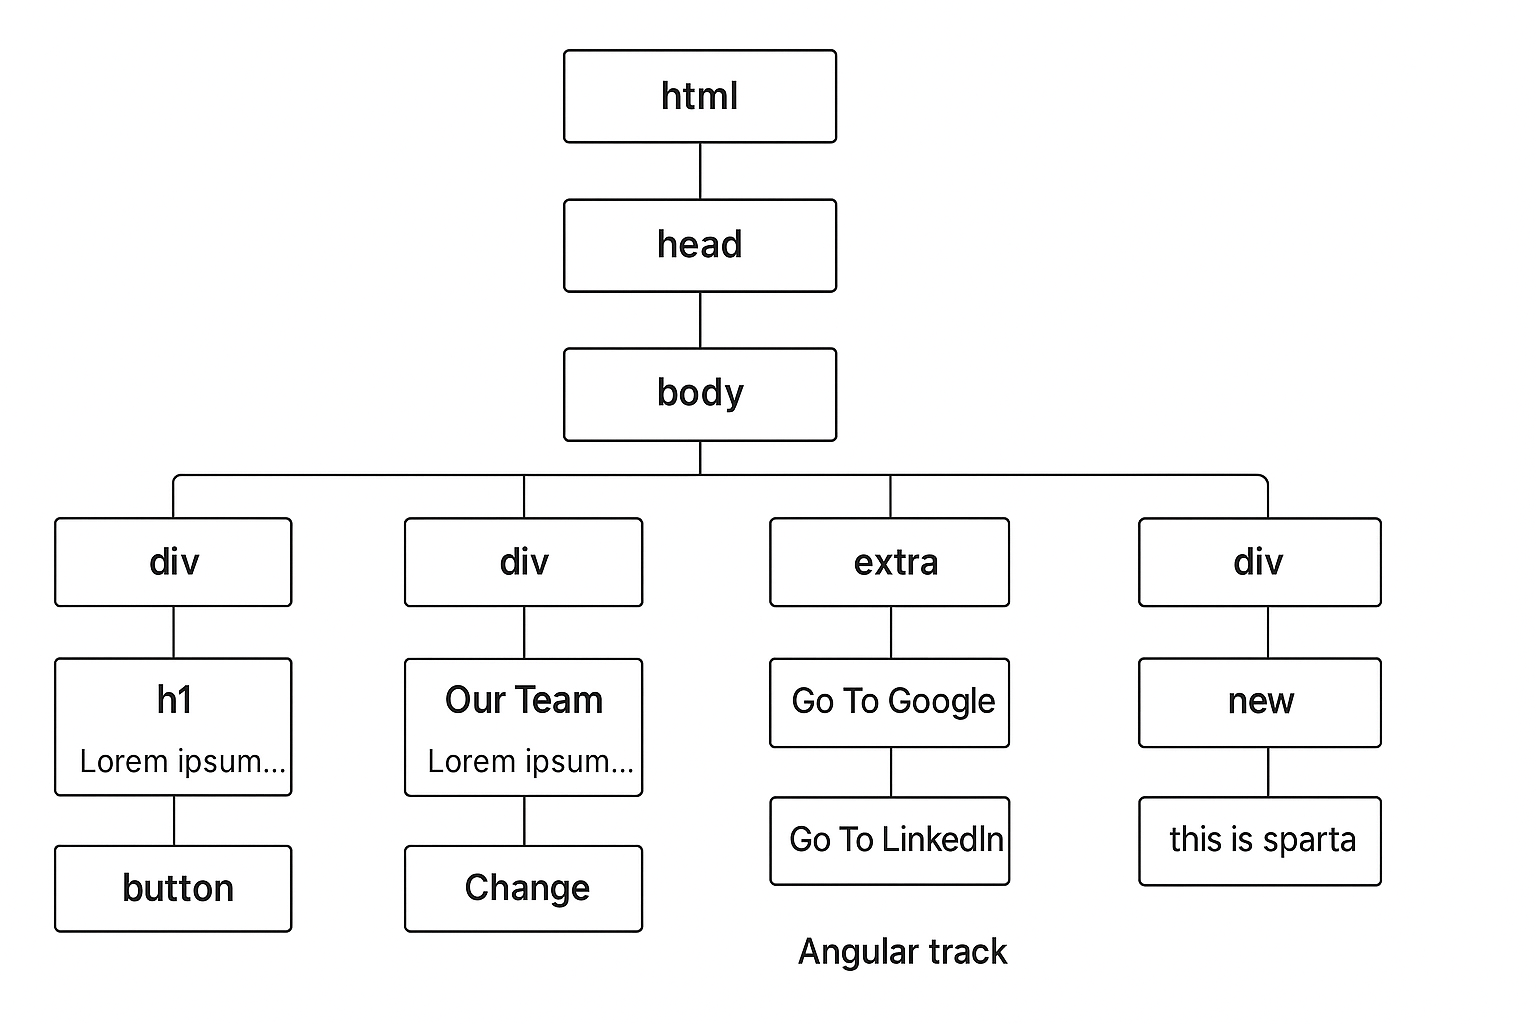 html
head
body
div
div
extra
div
h1
Lorem ipsum...
Our Team
Lorem ipsum...
Go To Google
new
button
Change
Go To LinkedIn
this is sparta
Angular track